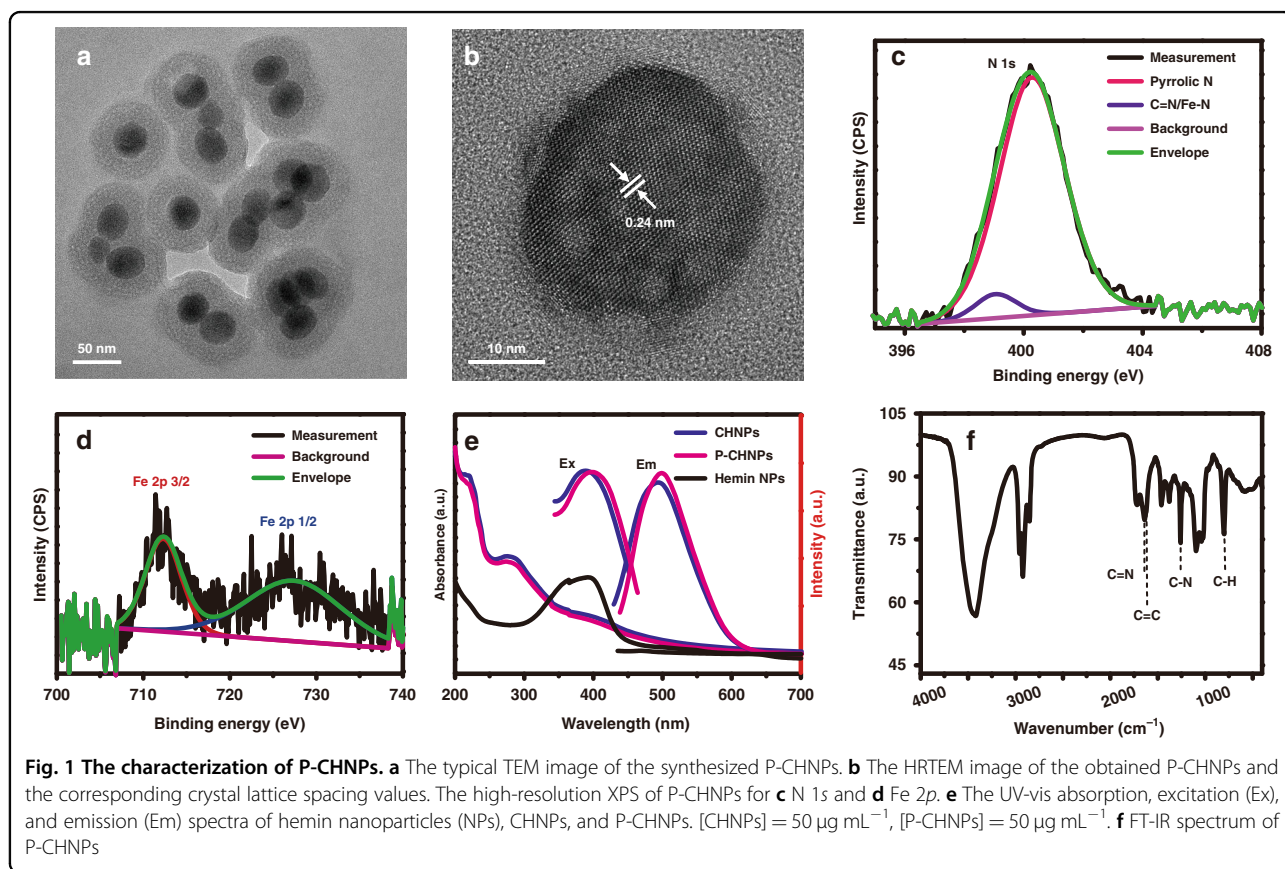 a
50 nm
b
0.24 nm
10 nm
c
N 1s
Measurement
Pyrrolic N
C=N/Fe-N
Background
Envelope
Intensity (CPS)
396 400 404 408
Binding energy (eV)
d
Measurement
Background
Envelope
Fe 2p 3/2
Fe 2p 1/2
Intensity (CPS)
700 710 720 730 740
Binding energy (eV)
e
CHNPs
P-CHNPs
Hemin NPs
Ex
Em
Absorbance (a.u.)
Intensity (a.u.)
200 300 400 500 600 700
Wavelength (nm)
f
105
90
75
60
45
Transmittance (a.u.)
C=N
C=C
C-N
C-H
4000 3000 2000 1000
Wavenumber (cm⁻¹)
Fig. 1 The characterization of P-CHNPs. a The typical TEM image of the synthesized P-CHNPs. b The HRTEM image of the obtained P-CHNPs and
the corresponding crystal lattice spacing values. The high-resolution XPS of P-CHNPs for c N 1s and d Fe 2p. e The UV-vis absorption, excitation (Ex),
and emission (Em) spectra of hemin nanoparticles (NPs), CHNPs, and P-CHNPs. [CHNPs] = 50 μg mL⁻¹, [P-CHNPs] = 50 μg mL⁻¹. f FT-IR spectrum of
P-CHNPs